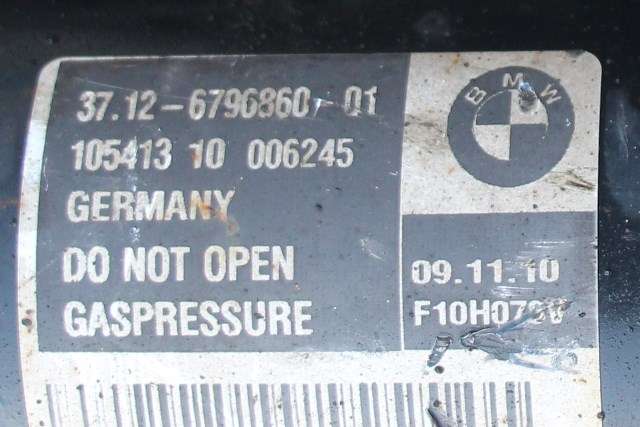 37.12-6796860-01
105413 10 006245
GERMANY
DO NOT OPEN
GASPRESSURE
BMW
09.11.10